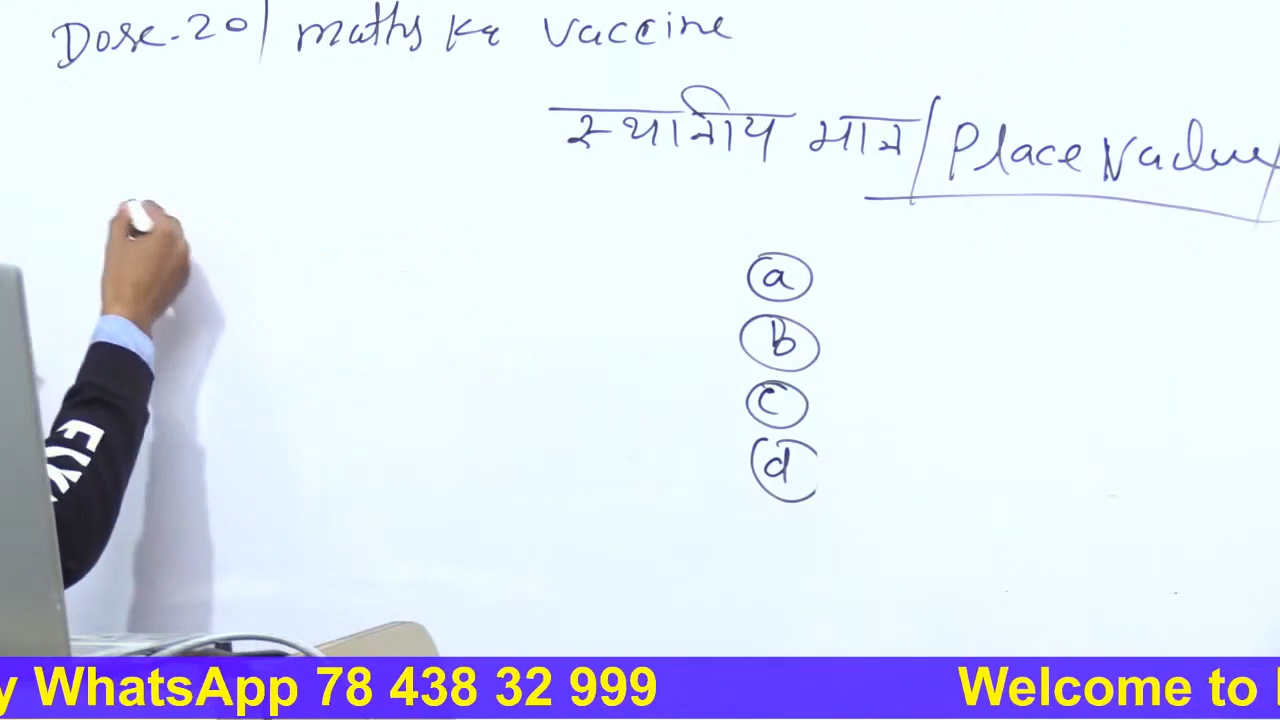 Dose-20/ maths Ka vaccine
स्थानीय मान/Place Value
a
b
c
d
WhatsApp 78 438 32 999 Welcome to